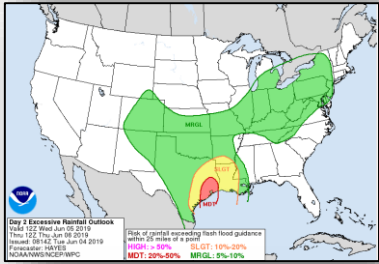 MRGL
SLGT
MDT
NOAA
Day 2 Excessive Rainfall Outlook
Valid 12Z Wed Jun 05 2019
Thru 12Z Thu Jun 06 2019
Issued: 0814Z Tue Jun 04 2019
Forecaster: HAYES
NOAA/NWS/NCEP/WPC
Risk of rainfall exceeding flash flood guidance
within 25 miles of a point
HIGH: > 50% SLGT: 10%-20%
MDT: 20%-50% MRGL: 5%-10%